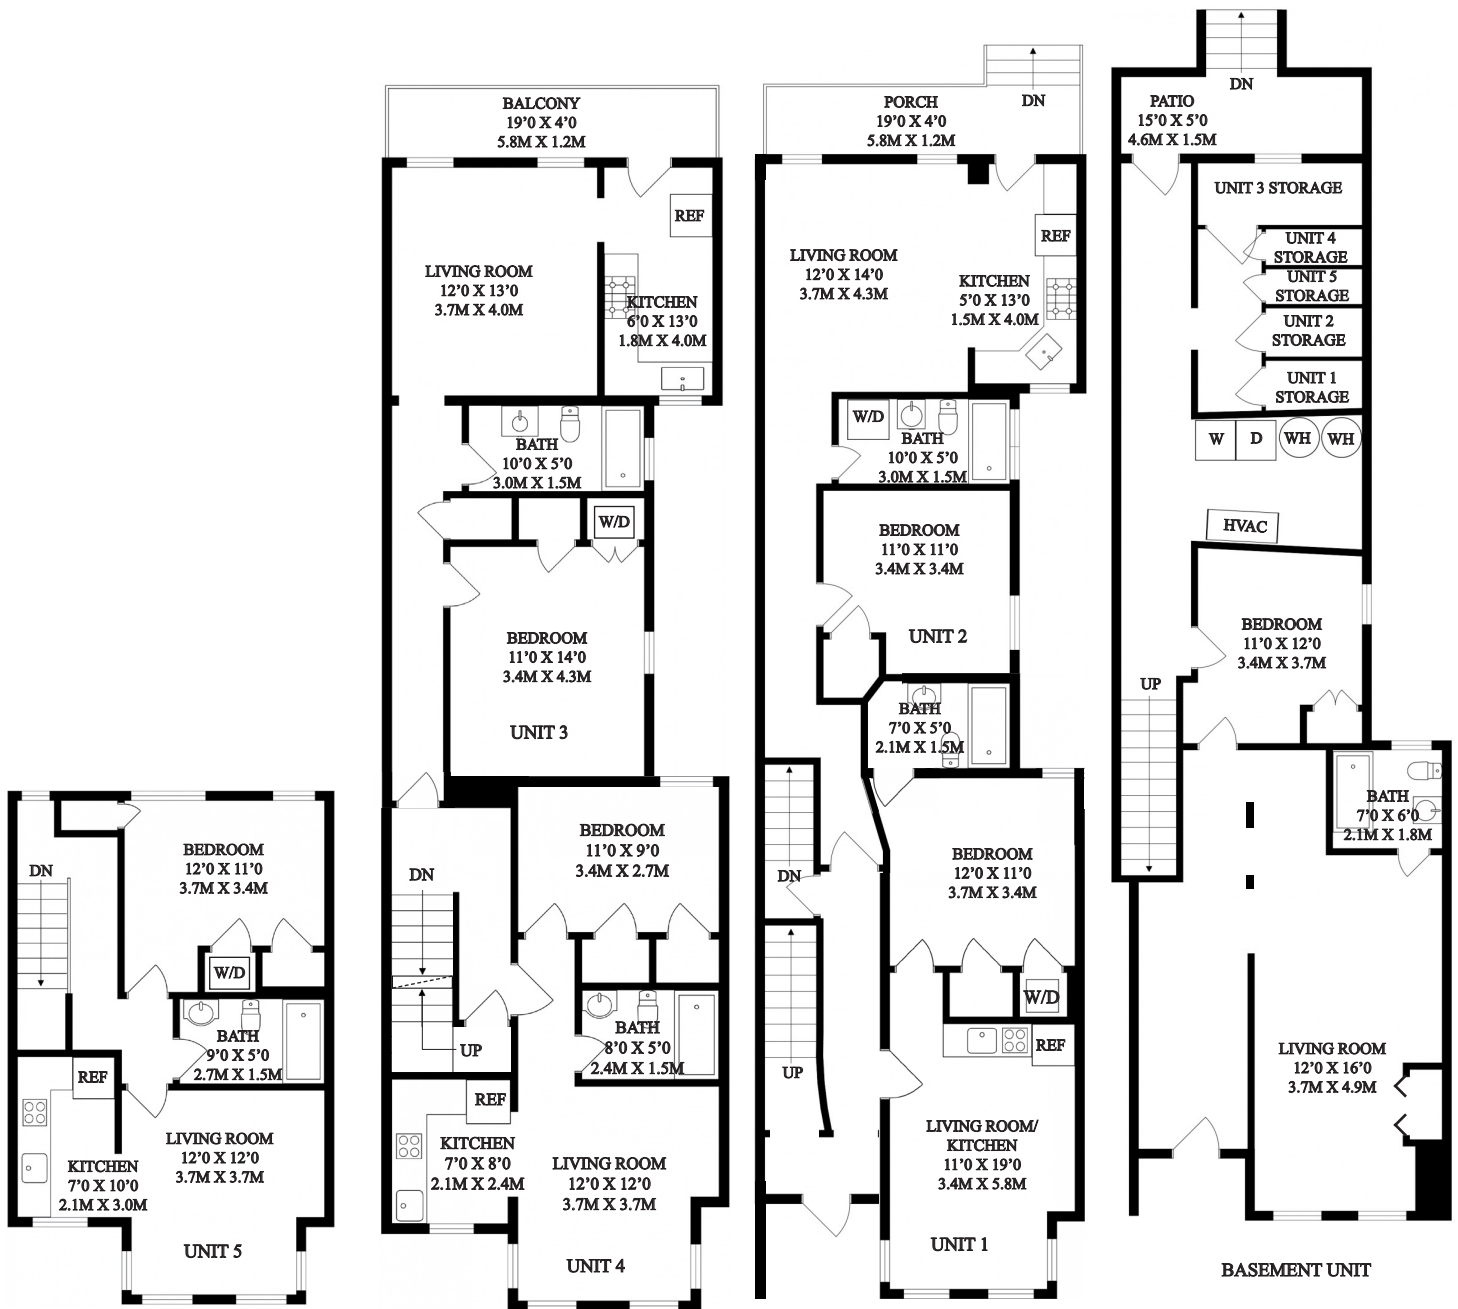 DN
BEDROOM
12'0 X 11'0
3.7M X 3.4M
W/D
BATH
9'0 X 5'0
2.7M X 1.5M
REF
KITCHEN
7'0 X 10'0
2.1M X 3.0M
LIVING ROOM
12'0 X 12'0
3.7M X 3.7M
UNIT 5
BALCONY
19'0 X 4'0
5.8M X 1.2M
REF
LIVING ROOM
12'0 X 13'0
3.7M X 4.0M
KITCHEN
6'0 X 13'0
1.8M X 4.0M
BATH
10'0 X 5'0
3.0M X 1.5M
W/D
BEDROOM
11'0 X 14'0
3.4M X 4.3M
UNIT 3
BEDROOM
11'0 X 9'0
3.4M X 2.7M
DN
UP
BATH
8'0 X 5'0
2.4M X 1.5M
REF
KITCHEN
7'0 X 8'0
2.1M X 2.4M
LIVING ROOM
12'0 X 12'0
3.7M X 3.7M
UNIT 4
PORCH
19'0 X 4'0
5.8M X 1.2M
DN
REF
LIVING ROOM
12'0 X 14'0
3.7M X 4.3M
KITCHEN
5'0 X 13'0
1.5M X 4.0M
W/D
BATH
10'0 X 5'0
3.0M X 1.5M
BEDROOM
11'0 X 11'0
3.4M X 3.4M
UNIT 2
BATH
7'0 X 5'0
2.1M X 1.5M
DN
BEDROOM
12'0 X 11'0
3.7M X 3.4M
W/D
REF
UP
LIVING ROOM/
KITCHEN
11'0 X 19'0
3.4M X 5.8M
UNIT 1
DN
PATIO
15'0 X 5'0
4.6M X 1.5M
UNIT 3 STORAGE
UNIT 4
STORAGE
UNIT 5
STORAGE
UNIT 2
STORAGE
UNIT 1
STORAGE
W
D
WH
WH
HVAC
BEDROOM
11'0 X 12'0
3.4M X 3.7M
UP
BATH
7'0 X 6'0
2.1M X 1.8M
LIVING ROOM
12'0 X 16'0
3.7M X 4.9M
BASEMENT UNIT